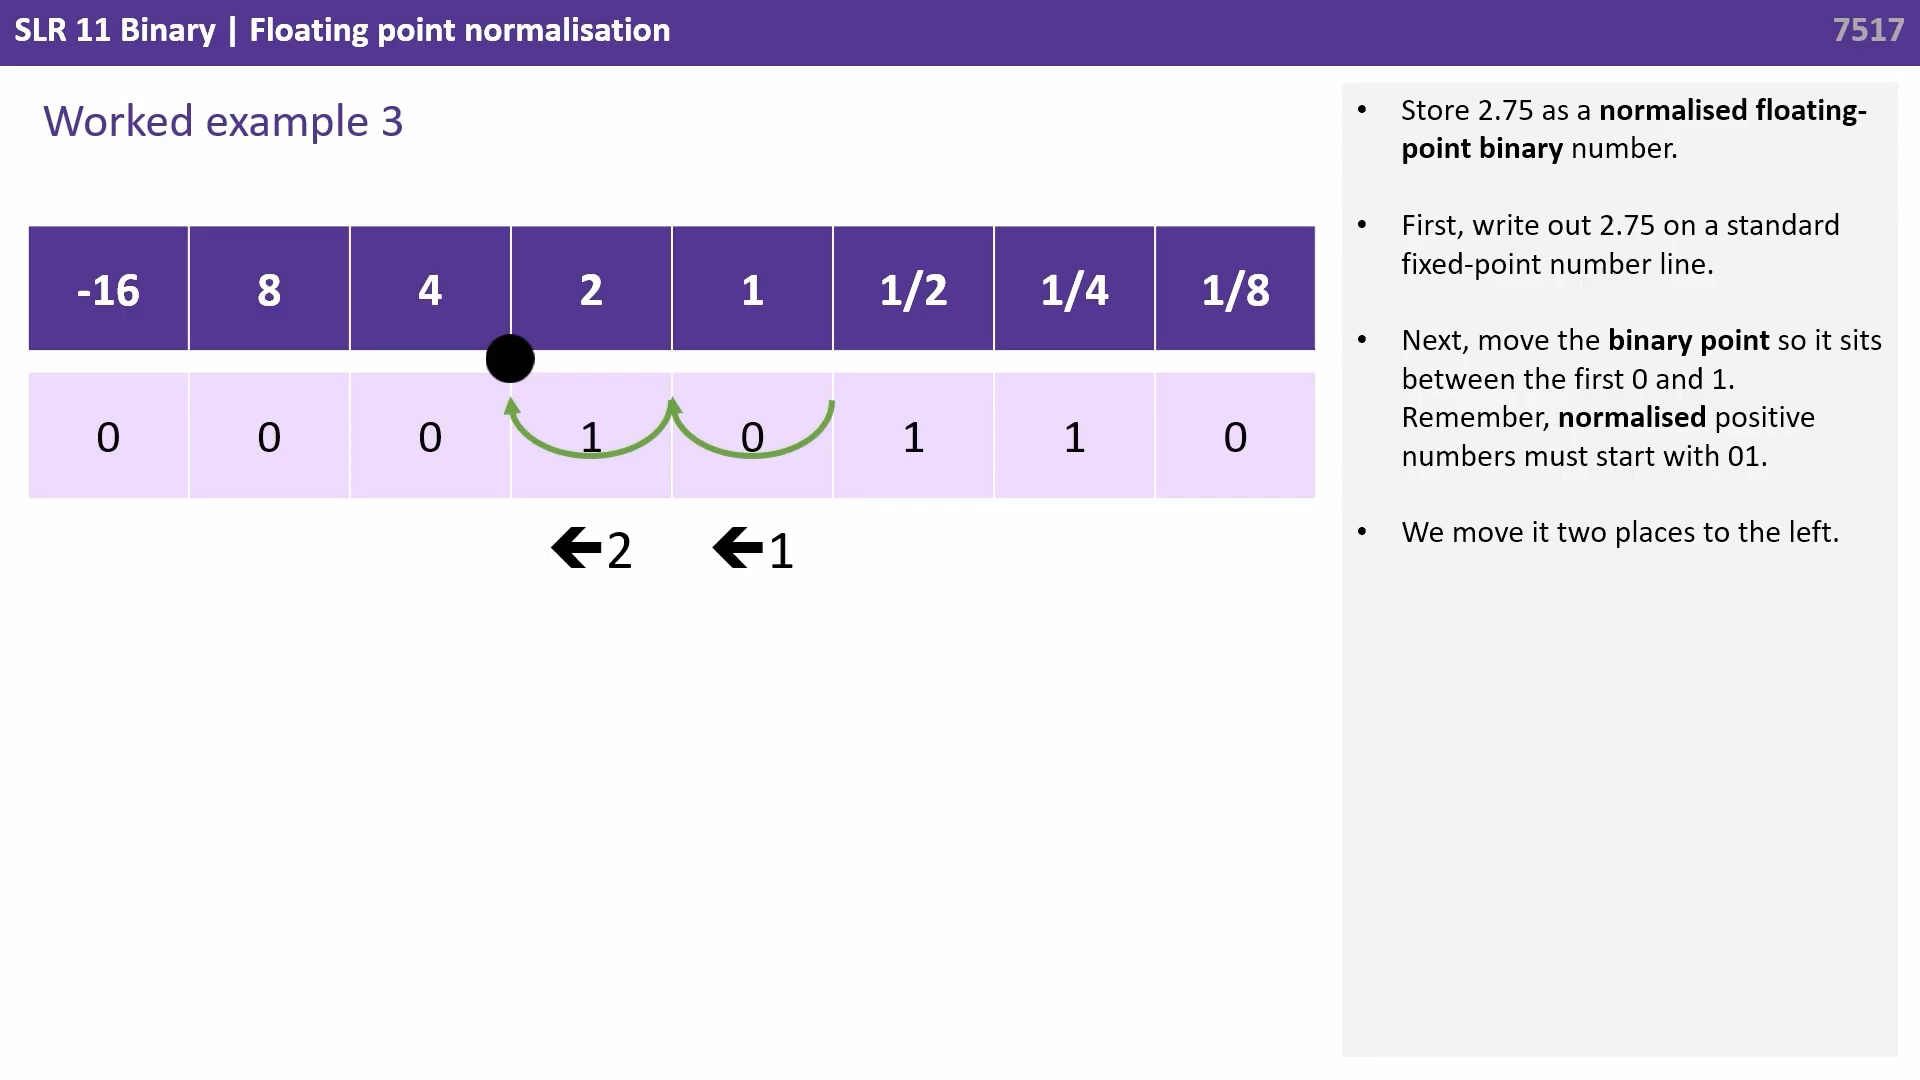 SLR 11 Binary | Floating point normalisation
7517
Worked example 3
-16 8 4 2 1 1/2 1/4 1/8
0 0 0 1 0 1 1 0
🡸2 🡸1
• Store 2.75 as a normalised floating-
point binary number.
• First, write out 2.75 on a standard
fixed-point number line.
• Next, move the binary point so it sits
between the first 0 and 1.
Remember, normalised positive
numbers must start with 01.
• We move it two places to the left.